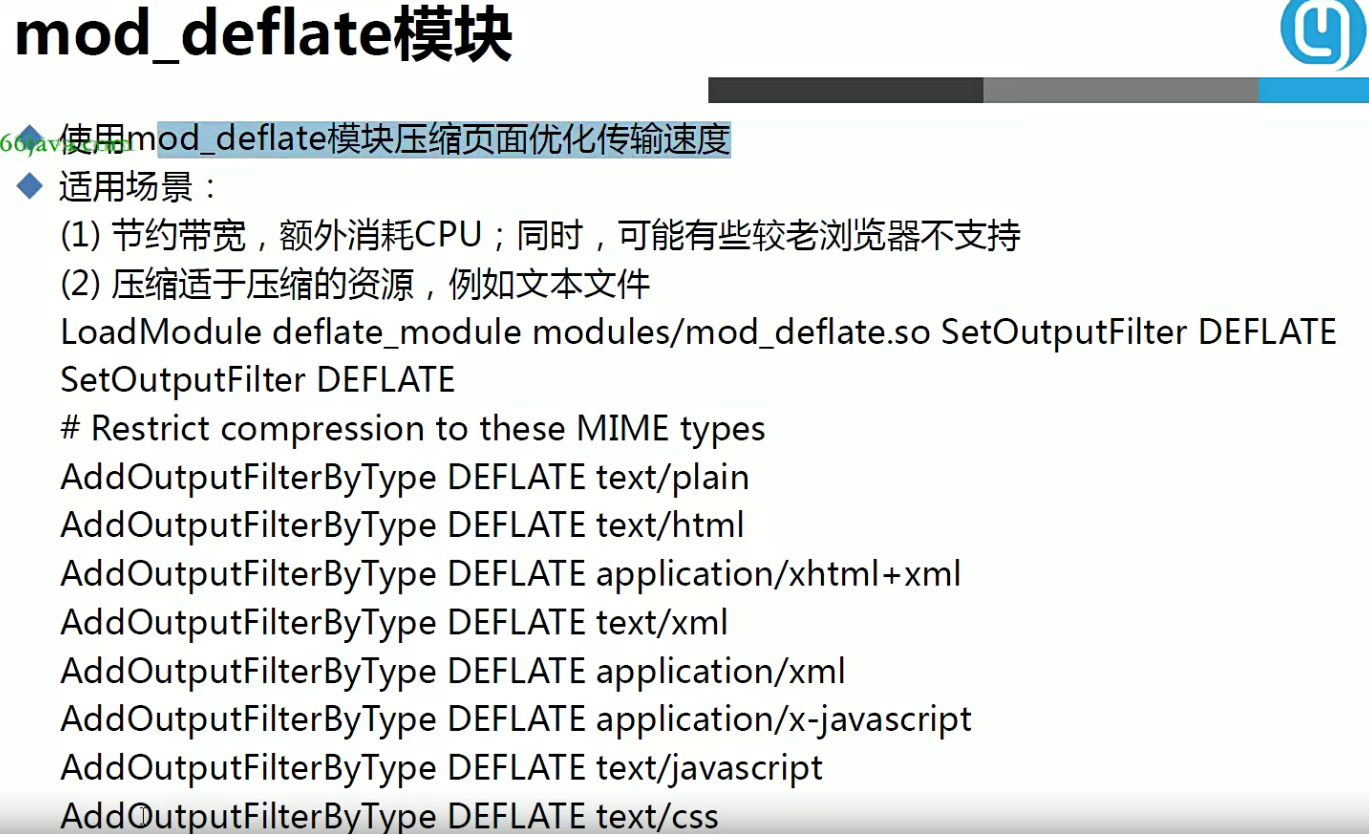 mod_deflate模块
使用mod_deflate模块压缩页面优化传输速度
66java.com
适用场景：
(1) 节约带宽，额外消耗CPU；同时，可能有些较老浏览器不支持
(2) 压缩适于压缩的资源，例如文本文件
LoadModule deflate_module modules/mod_deflate.so SetOutputFilter DEFLATE
SetOutputFilter DEFLATE
# Restrict compression to these MIME types
AddOutputFilterByType DEFLATE text/plain
AddOutputFilterByType DEFLATE text/html
AddOutputFilterByType DEFLATE application/xhtml+xml
AddOutputFilterByType DEFLATE text/xml
AddOutputFilterByType DEFLATE application/xml
AddOutputFilterByType DEFLATE application/x-javascript
AddOutputFilterByType DEFLATE text/javascript
AddOutputFilterByType DEFLATE text/css